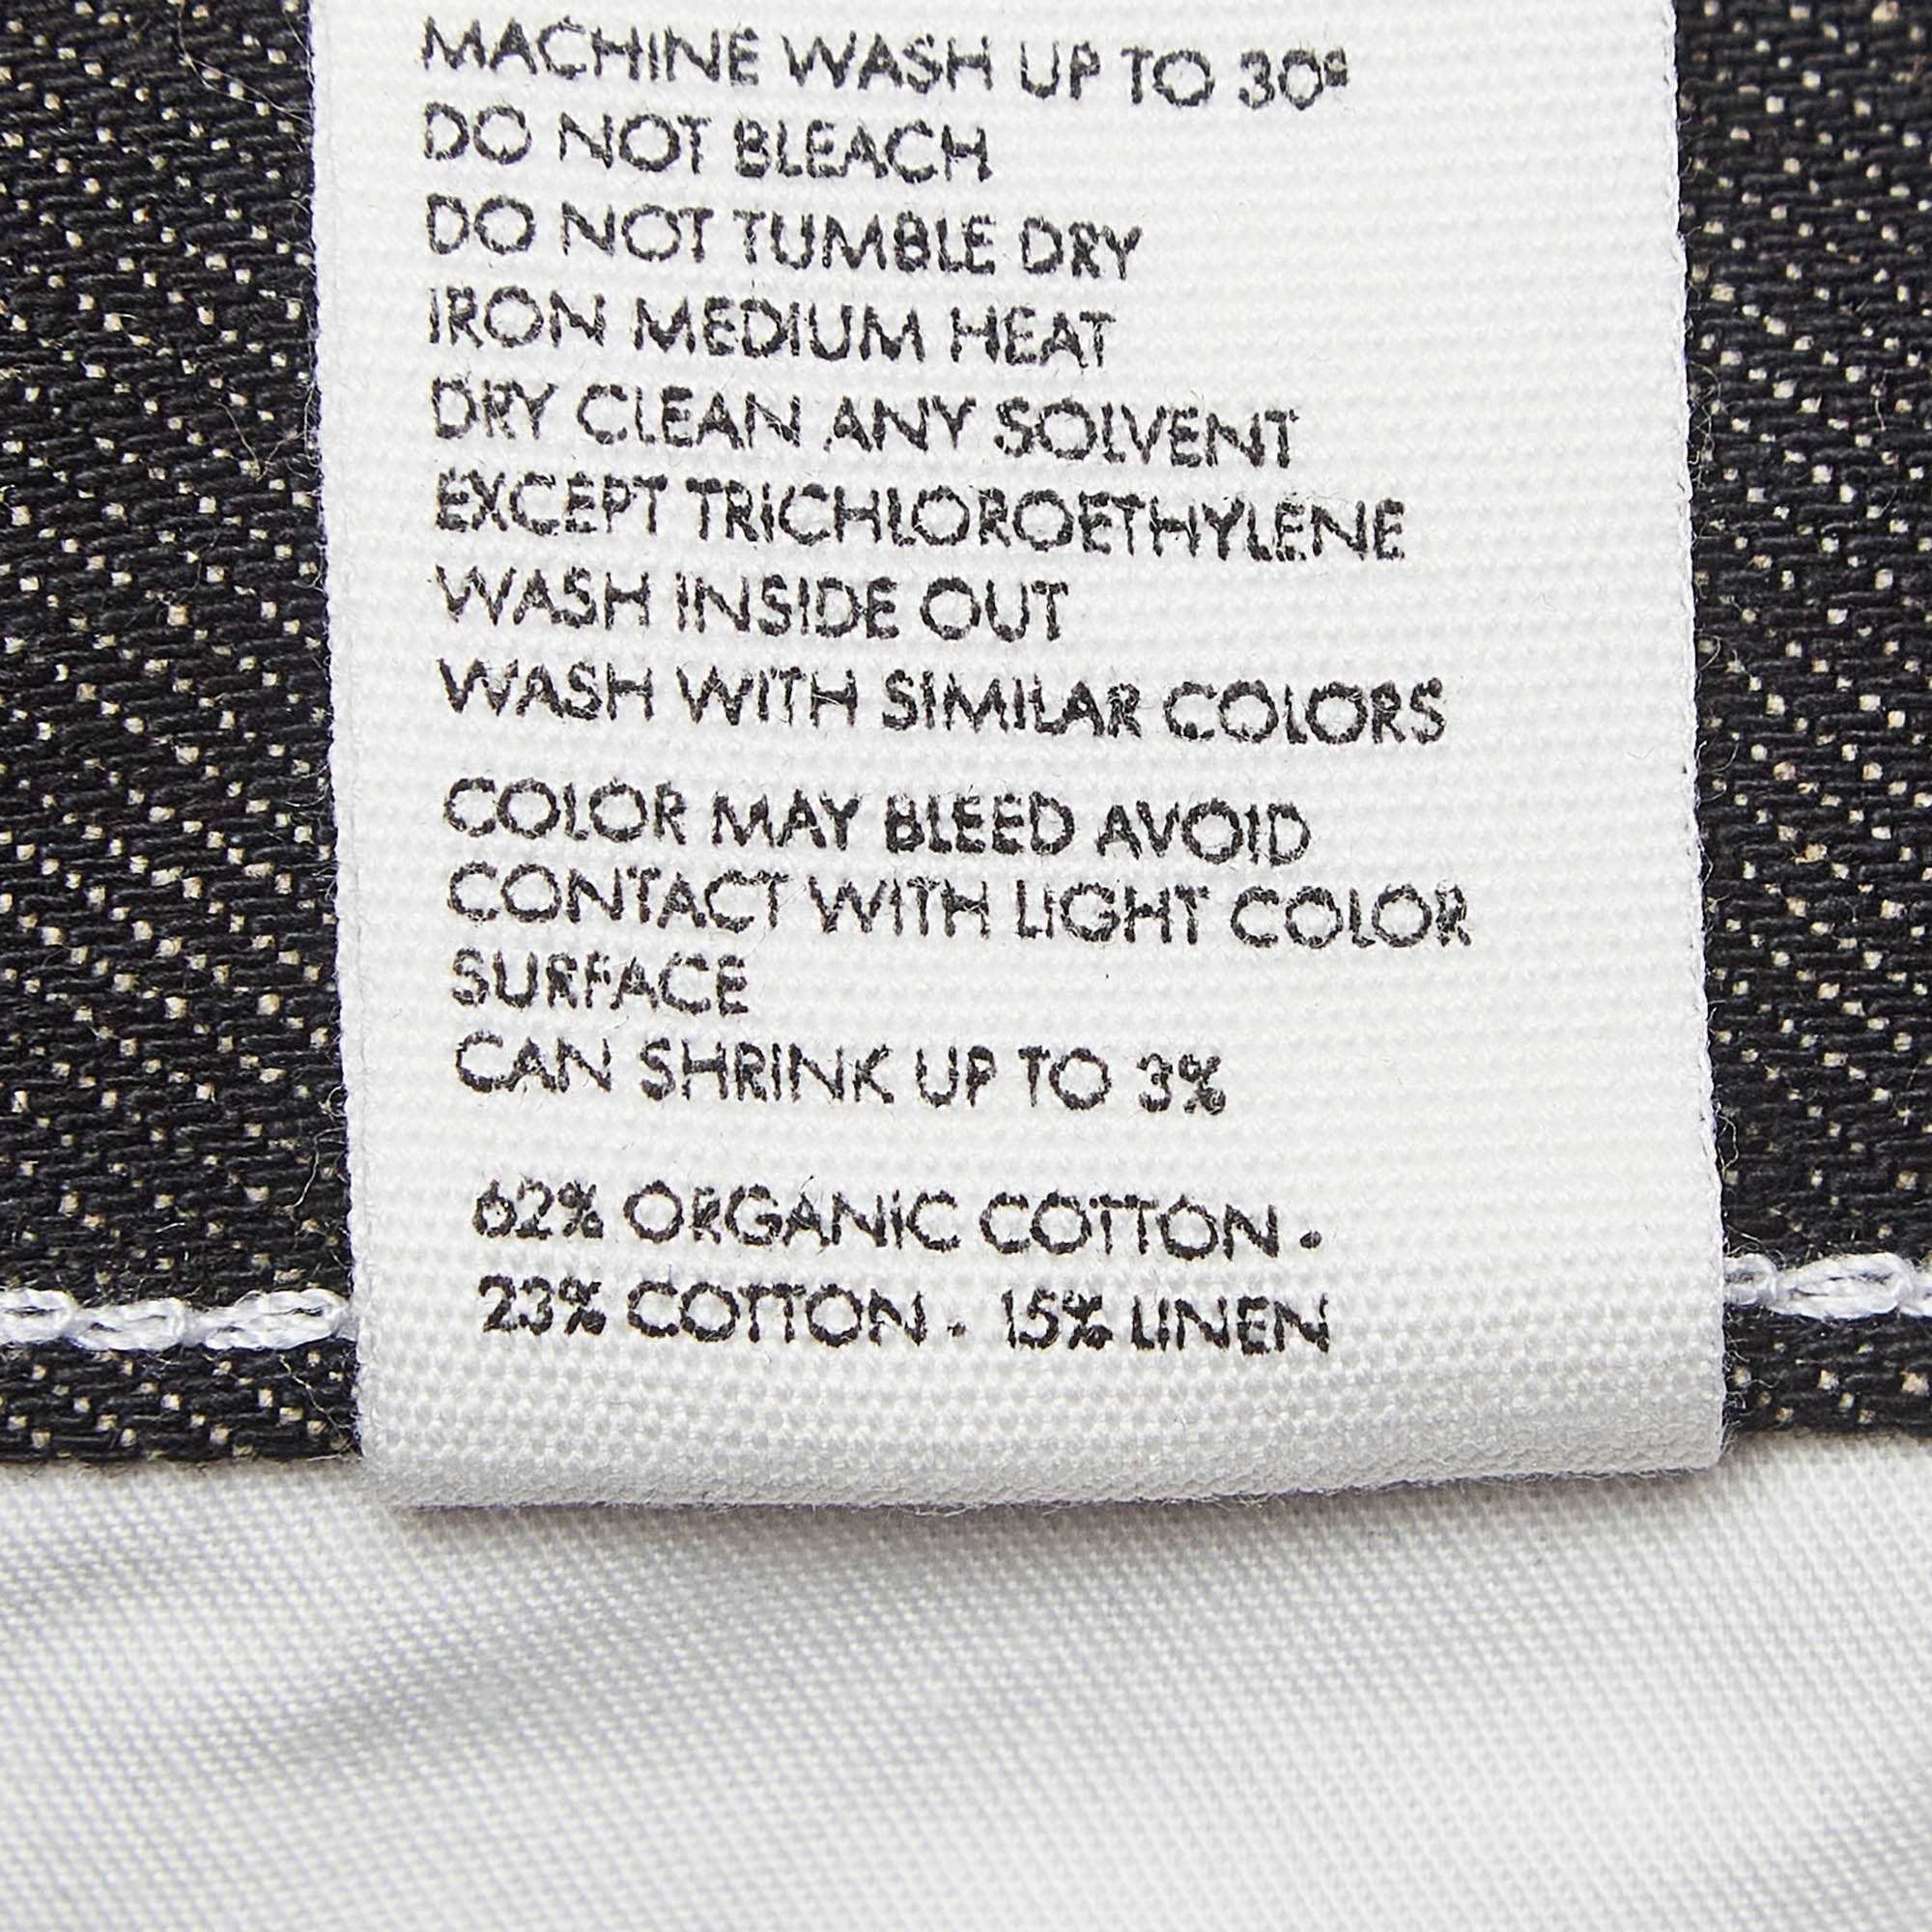 MACHINE WASH UP TO 30º
DO NOT BLEACH
DO NOT TUMBLE DRY
IRON MEDIUM HEAT
DRY CLEAN ANY SOLVENT
EXCEPT TRICHLOROETHYLENE
WASH INSIDE OUT
WASH WITH SIMILAR COLORS
COLOR MAY BLEED AVOID
CONTACT WITH LIGHT COLOR
SURFACE
CAN SHRINK UP TO 3%
62% ORGANIC COTTON -
23% COTTON - 15% LINEN